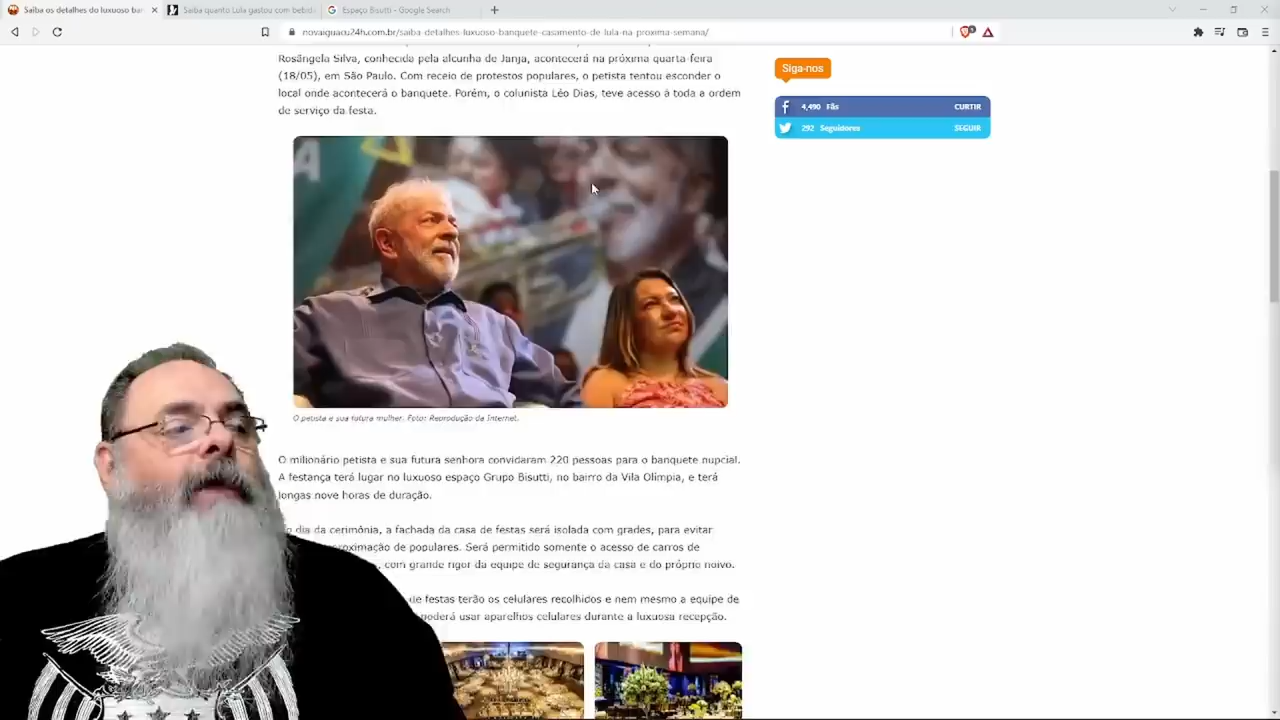 Saiba os detalhes do luxuoso ba
Saiba quanto Lula gastou com bebid
Espaço Bisutti - Google Search
novaiguacu24h.com.br/saiba-detalhes-luxuoso-banquete-casamento-de-lula-na-proxima-semana/
Rosângela Silva, conhecida pela alcunha de Janja, acontecerá na próxima quarta-feira
(18/05), em São Paulo. Com receio de protestos populares, o petista tentou esconder o
local onde acontecerá o banquete. Porém, o colunista Léo Dias, teve acesso à toda a ordem
de serviço da festa.
Siga-nos
4,490 Fãs CURTIR
292 Seguidores SEGUIR
A
O petista e sua futura mulher. Foto: Reprodução da Internet.
O milionário petista e sua futura senhora convidaram 220 pessoas para o banquete nupcial.
A festança terá lugar no luxuoso espaço Grupo Bisutti, no bairro da Vila Olímpia, e terá
longas nove horas de duração.
o dia da cerimônia, a fachada da casa de festas será isolada com grades, para evitar
roximação de populares. Será permitido somente o acesso de carros de
, com grande rigor da equipe de segurança da casa e do próprio noivo.
de festas terão os celulares recolhidos e nem mesmo a equipe de
poderá usar aparelhos celulares durante a luxuosa recepção.